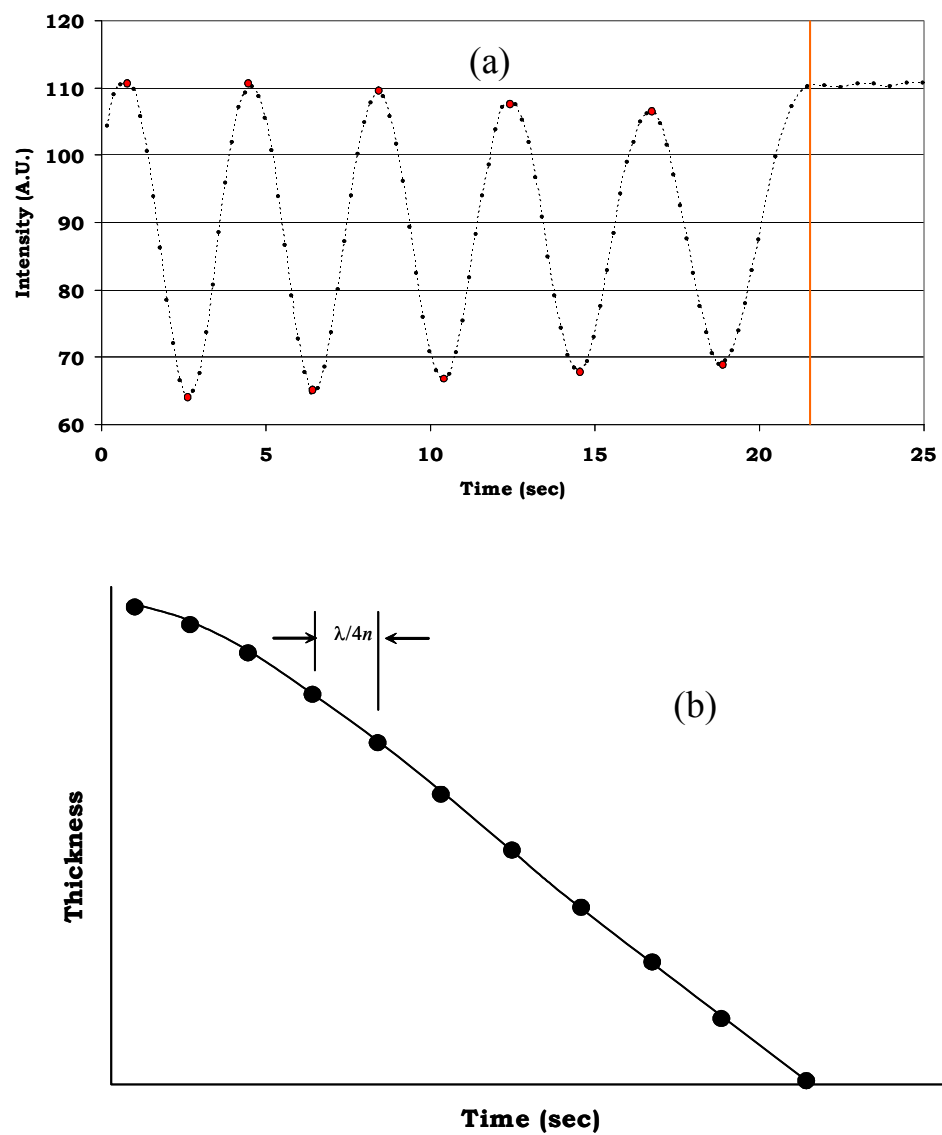 (a)
120
110
100
90
80
70
60
Intensity (A.U.)
0 5 10 15 20 25
Time (sec)
λ/4n
(b)
Thickness
Time (sec)